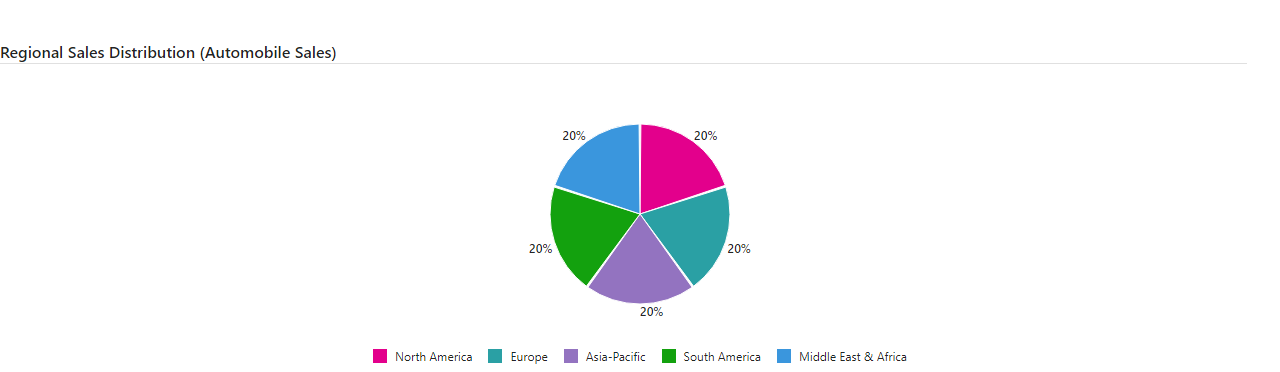 Regional Sales Distribution (Automobile Sales)
20% 20%
20% 20%
20%
North America Europe Asia-Pacific South America Middle East & Africa